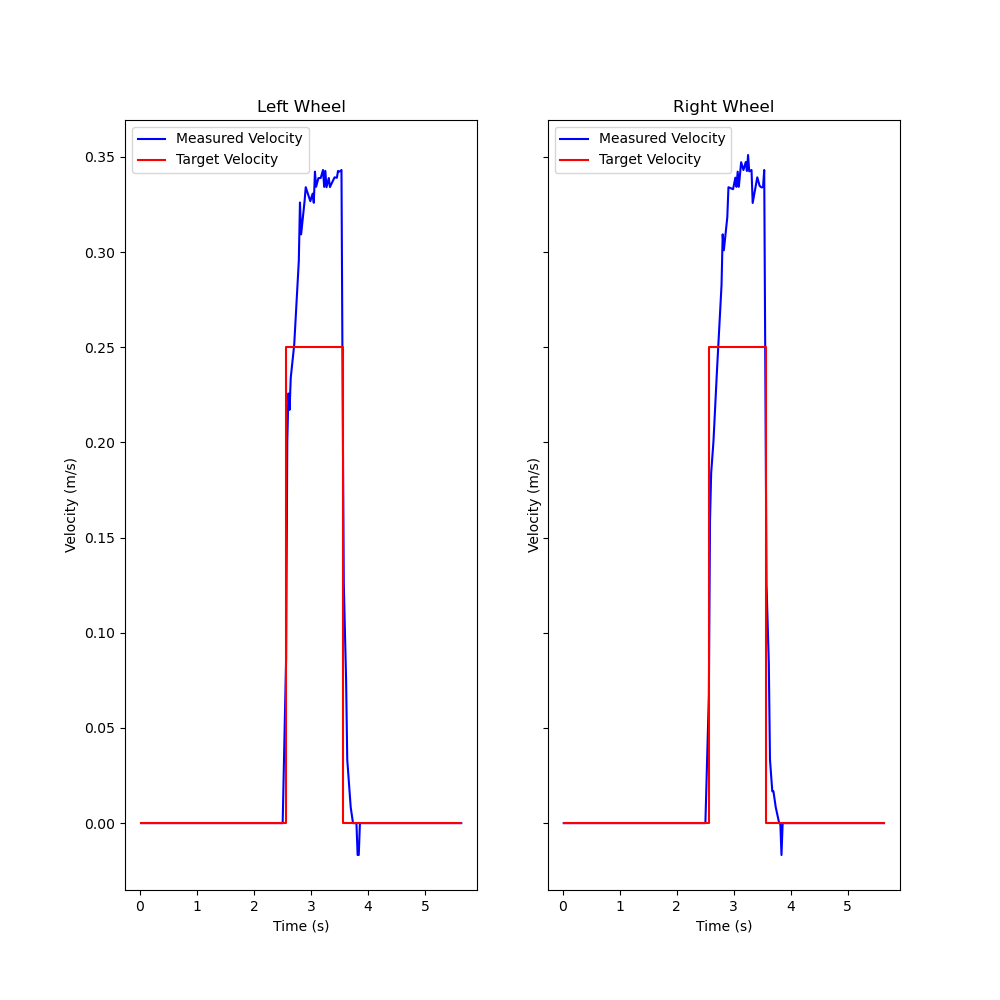 Left Wheel
Measured Velocity
Target Velocity
0.35
0.30
0.25
0.20
0.15
0.10
0.05
0.00
Velocity (m/s)
0 1 2 3 4 5
Time (s)
Right Wheel
Measured Velocity
Target Velocity
Velocity (m/s)
0 1 2 3 4 5
Time (s)